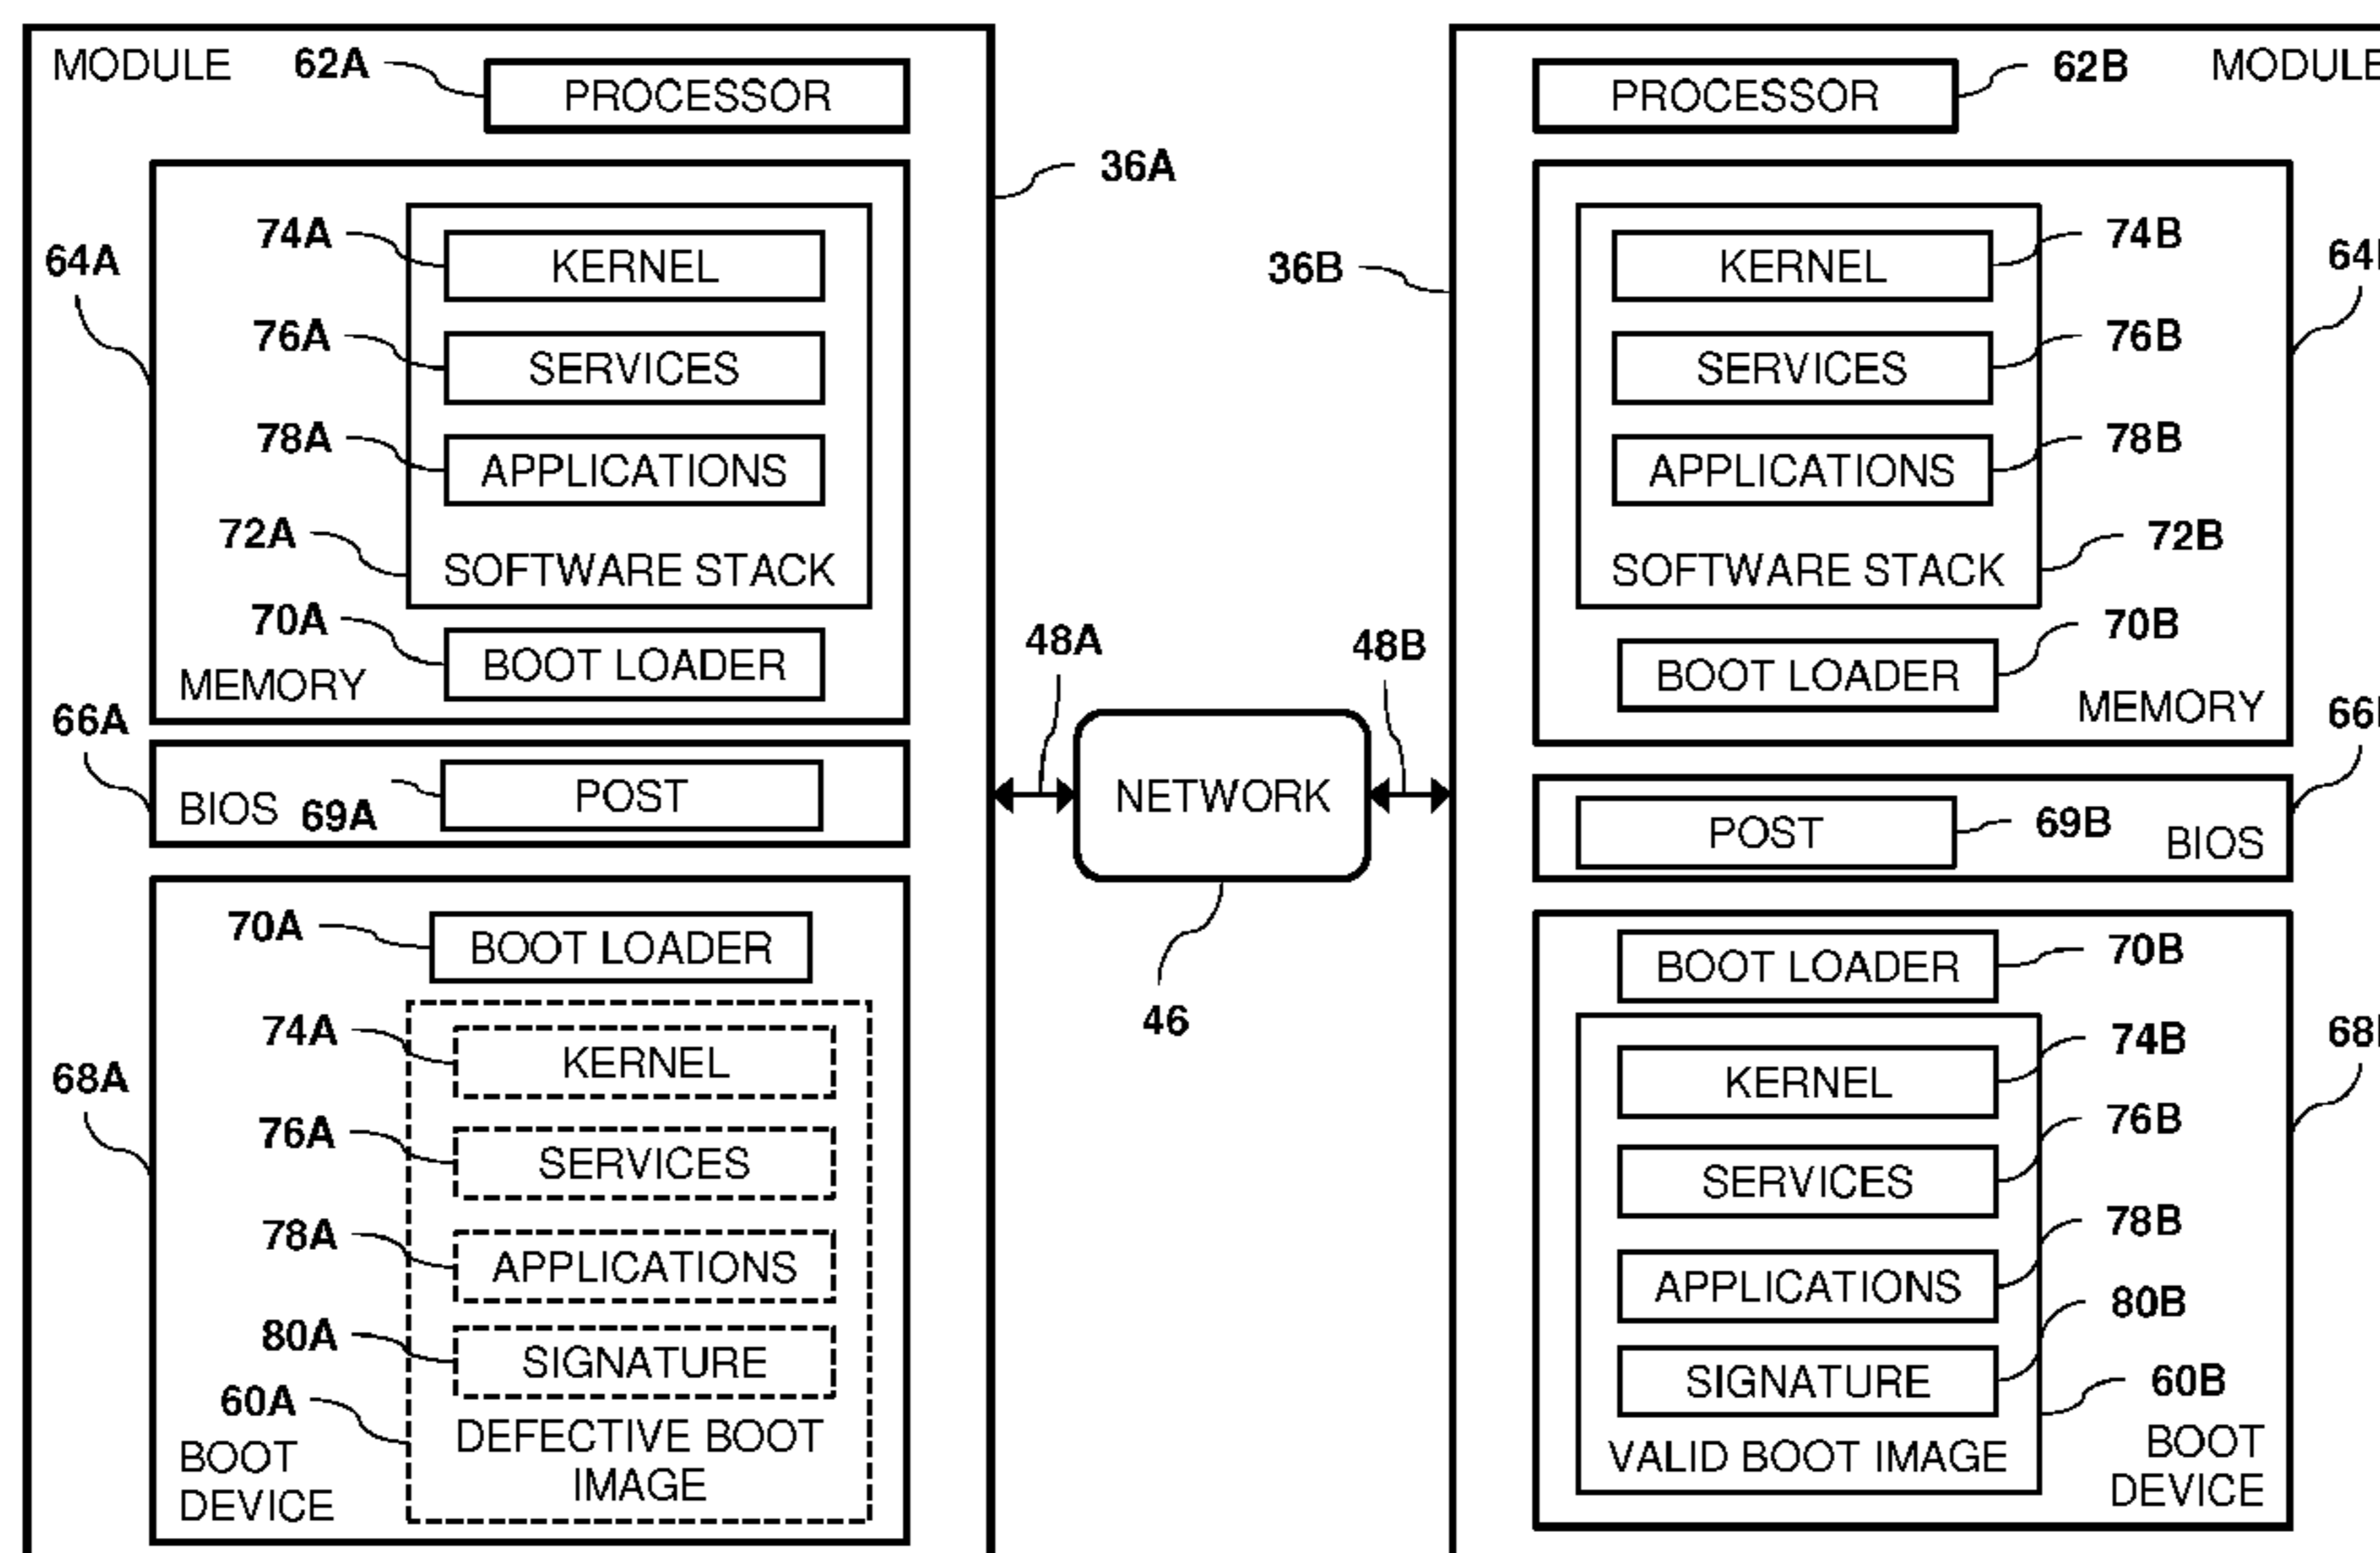 MODULE
62A
PROCESSOR
36A
64A
74A
KERNEL
76A
SERVICES
78A
APPLICATIONS
72A
SOFTWARE STACK
70A
BOOT LOADER
MEMORY
66A
BIOS
69A
POST
68A
70A
BOOT LOADER
74A
KERNEL
76A
SERVICES
78A
APPLICATIONS
80A
SIGNATURE
60A
DEFECTIVE BOOT
IMAGE
BOOT
DEVICE
48A
48B
NETWORK
46
36B
PROCESSOR
62B
MODULE
KERNEL
74B
64
SERVICES
76B
APPLICATIONS
78B
SOFTWARE STACK
72B
BOOT LOADER
70B
MEMORY
66
POST
69B
BIOS
BOOT LOADER
70B
KERNEL
74B
68
SERVICES
76B
APPLICATIONS
78B
SIGNATURE
80B
60B
VALID BOOT IMAGE
BOOT
DEVICE